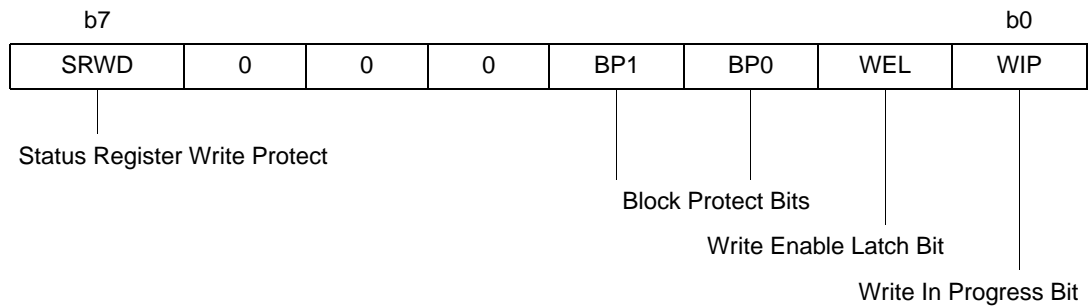 b7 b0
SRWD 0 0 0 BP1 BP0 WEL WIP
Status Register Write Protect
Block Protect Bits
Write Enable Latch Bit
Write In Progress Bit